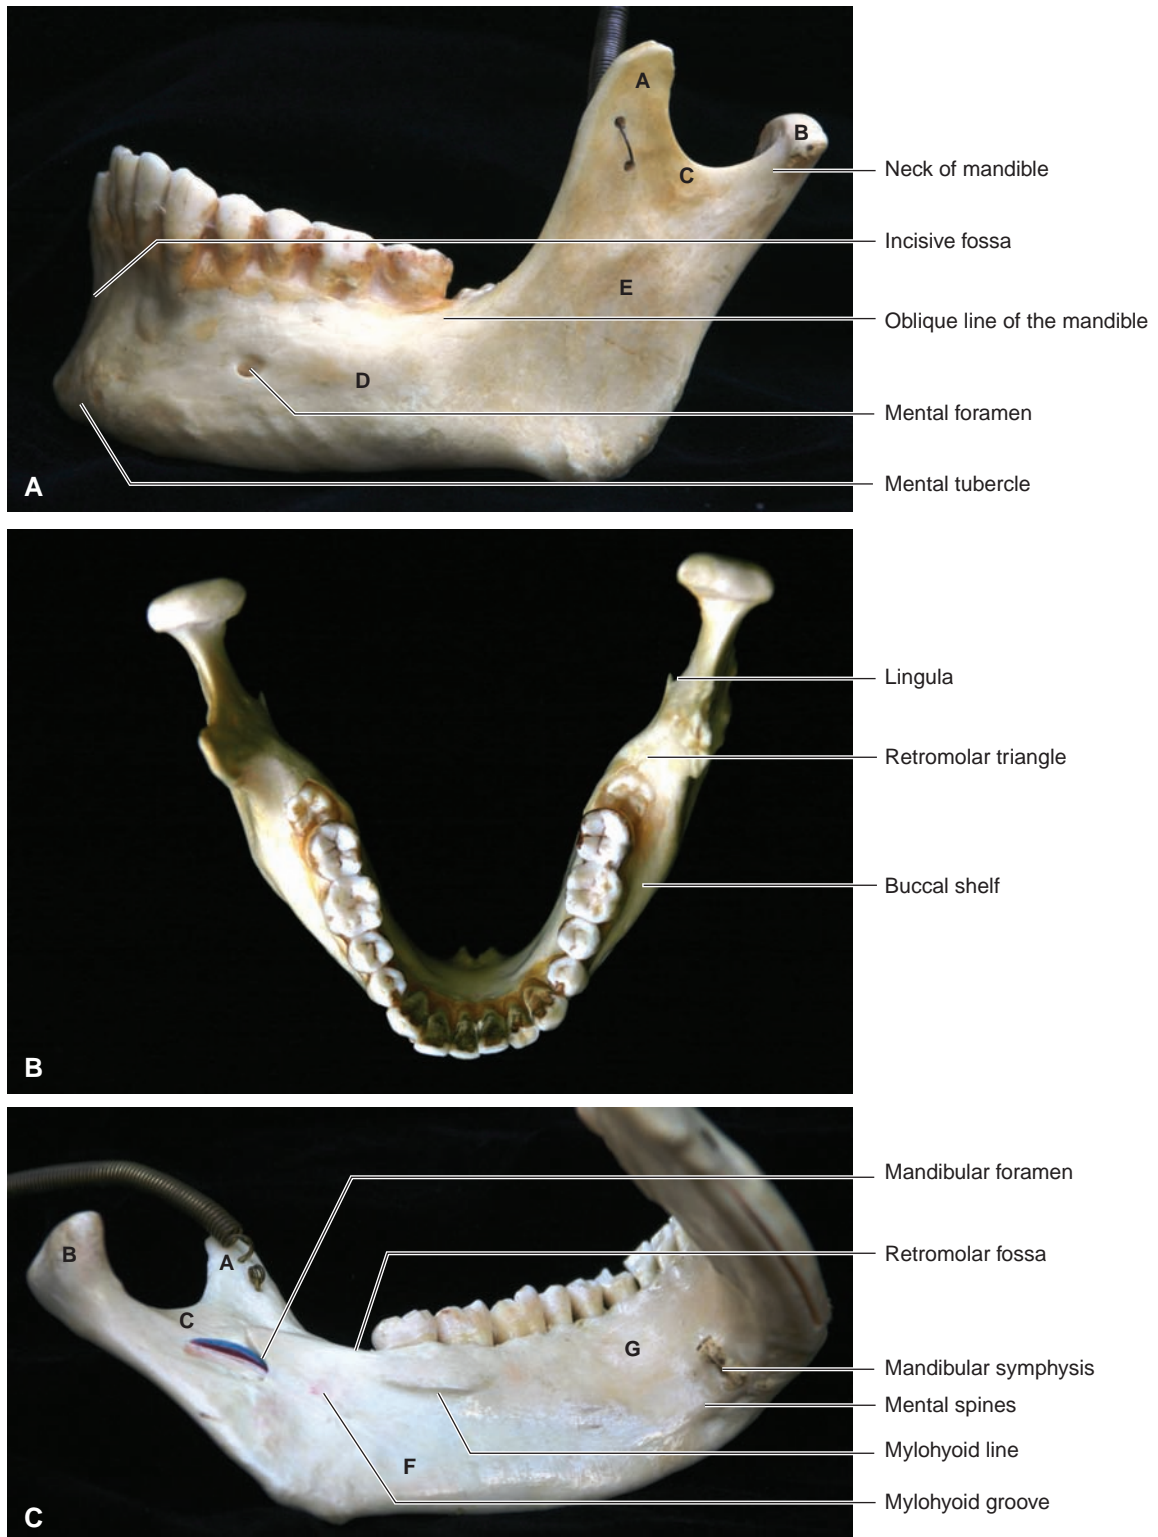 A
B
C
Neck of mandible
Incisive fossa
E
Oblique line of the mandible
D
Mental foramen
Mental tubercle
A
Lingula
Retromolar triangle
Buccal shelf
B
Mandibular foramen
B
A
Retromolar fossa
C
G
Mandibular symphysis
Mental spines
Mylohyoid line
F
Mylohyoid groove
C